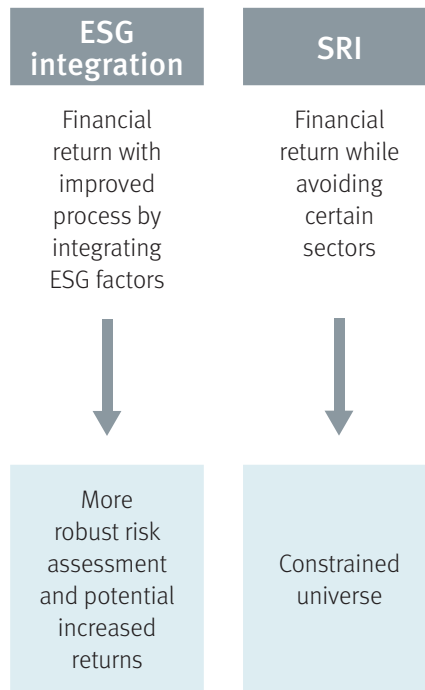 ESG
integration
Financial
return with
improved
process by
integrating
ESG factors
More
robust risk
assessment
and potential
increased
returns
SRI
Financial
return while
avoiding
certain
sectors
Constrained
universe